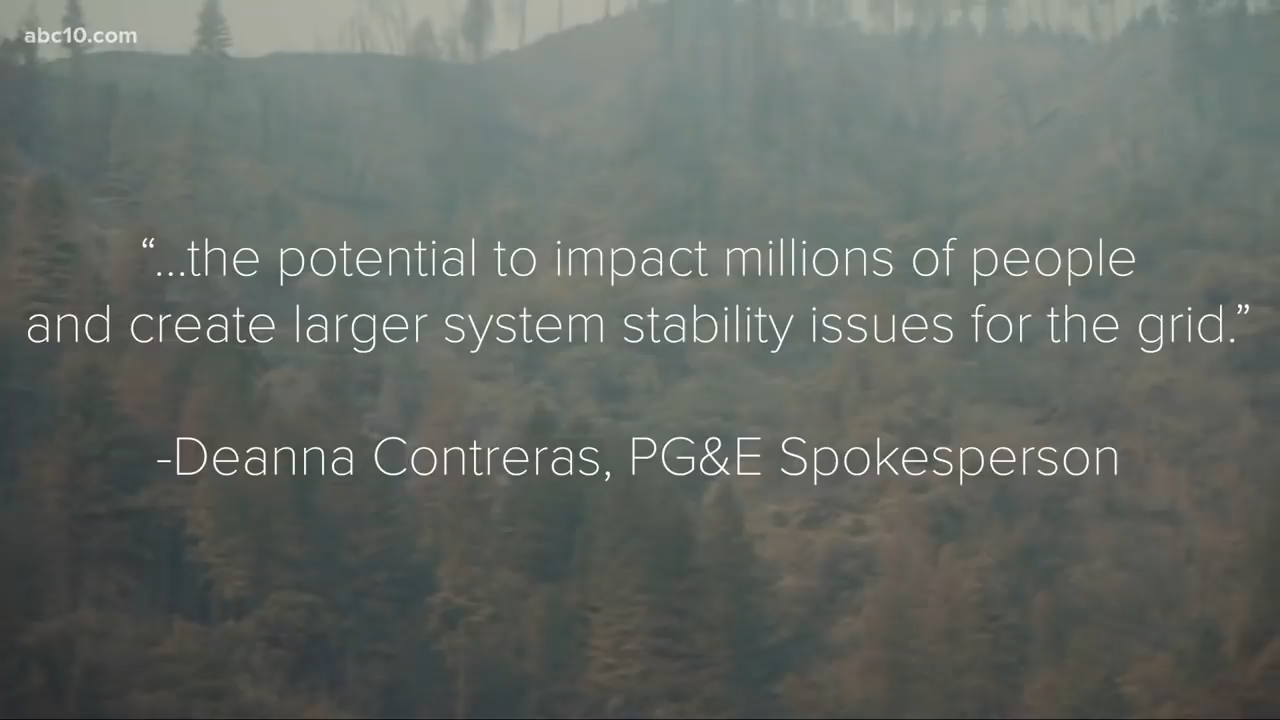 abc10.com
“...the potential to impact millions of people
and create larger system stability issues for the grid.”
-Deanna Contreras, PG&E Spokesperson